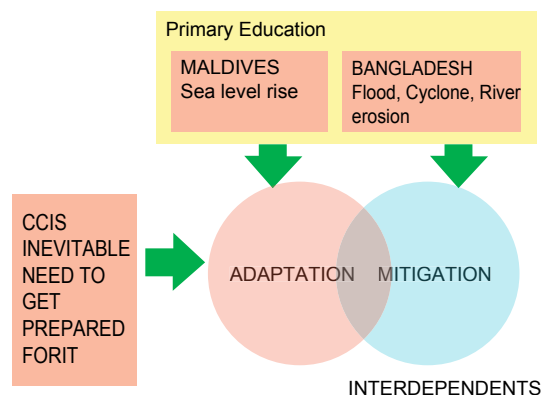 Primary Education
MALDIVES
Sea level rise
BANGLADESH
Flood, Cyclone, River
erosion
CCIS
INEVITABLE
NEED TO
GET
PREPARED
FORIT
ADAPTATION
MITIGATION
INTERDEPENDENTS